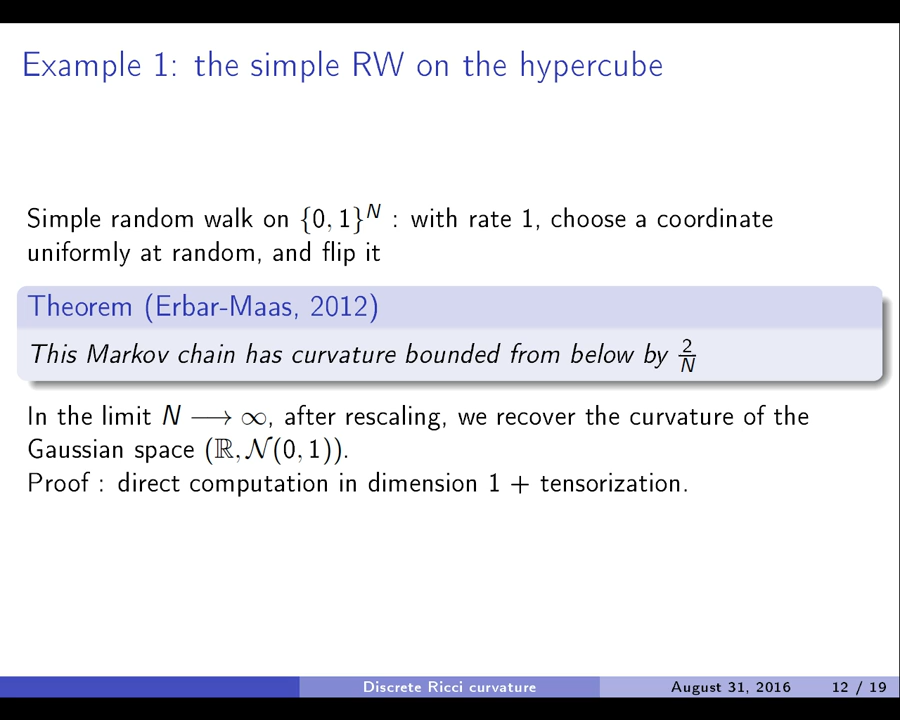 Example 1: the simple RW on the hypercube
Simple random walk on {0, 1}^N : with rate 1, choose a coordinate
uniformly at random, and flip it
Theorem (Erbar-Maas, 2012)
This Markov chain has curvature bounded from below by 2/N
In the limit N ⟶ ∞, after rescaling, we recover the curvature of the
Gaussian space (ℝ, 𝒩(0, 1)).
Proof : direct computation in dimension 1 + tensorization.
Discrete Ricci curvature August 31, 2016 12 / 19